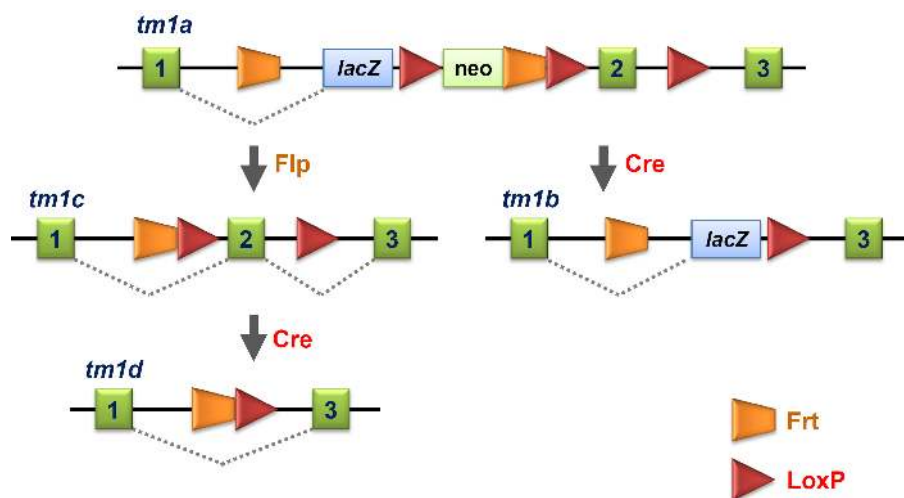 tm1a
1 lacZ neo 2 3
Flp Cre
tm1c tm1b
1 2 3 1 lacZ 3
Cre
tm1d
1 3
Frt
LoxP